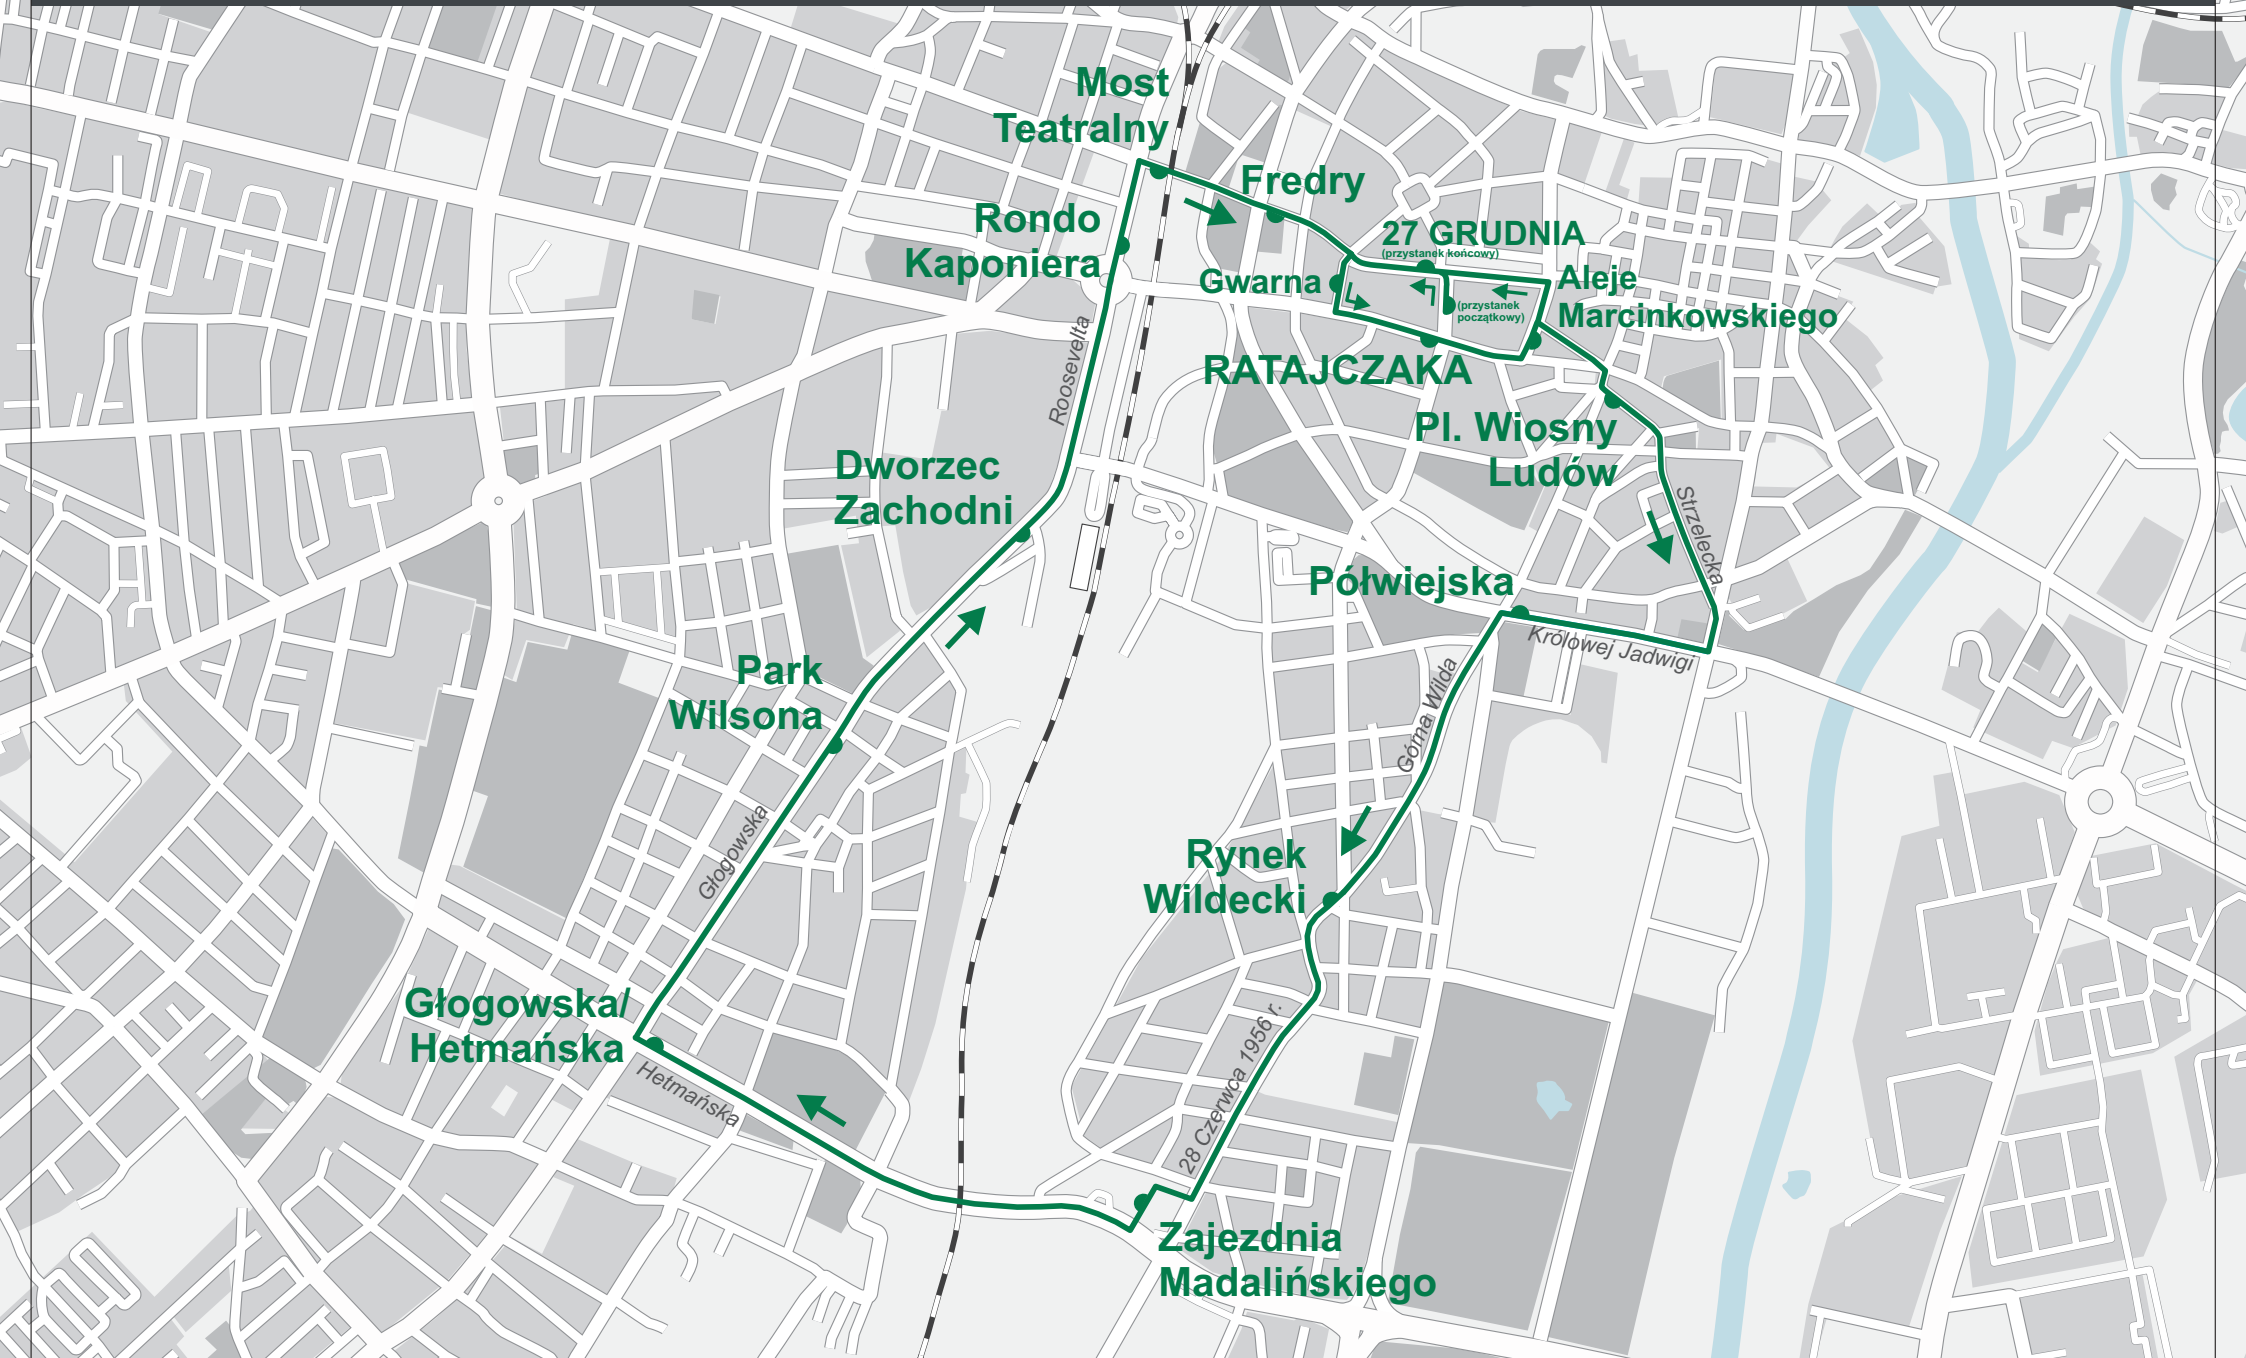 Most
Teatralny
Fredry
Rondo
Kaponiera
27 GRUDNIA
(przystanek końcowy)
Gwarna
(przystanek
początkowy)
Aleje
Marcinkowskiego
RATAJCZAKA
Roosevelta
Pl. Wiosny
Ludów
Dworzec
Zachodni
Strzelecka
Półwiejska
Królowej Jadwigi
Park
Wilsona
Górna Wilda
Głogowska
Rynek
Wildecki
Głogowska/
Hetmańska
Hetmańska
28 Czerwca 1956 r.
Zajezdnia
Madalińskiego